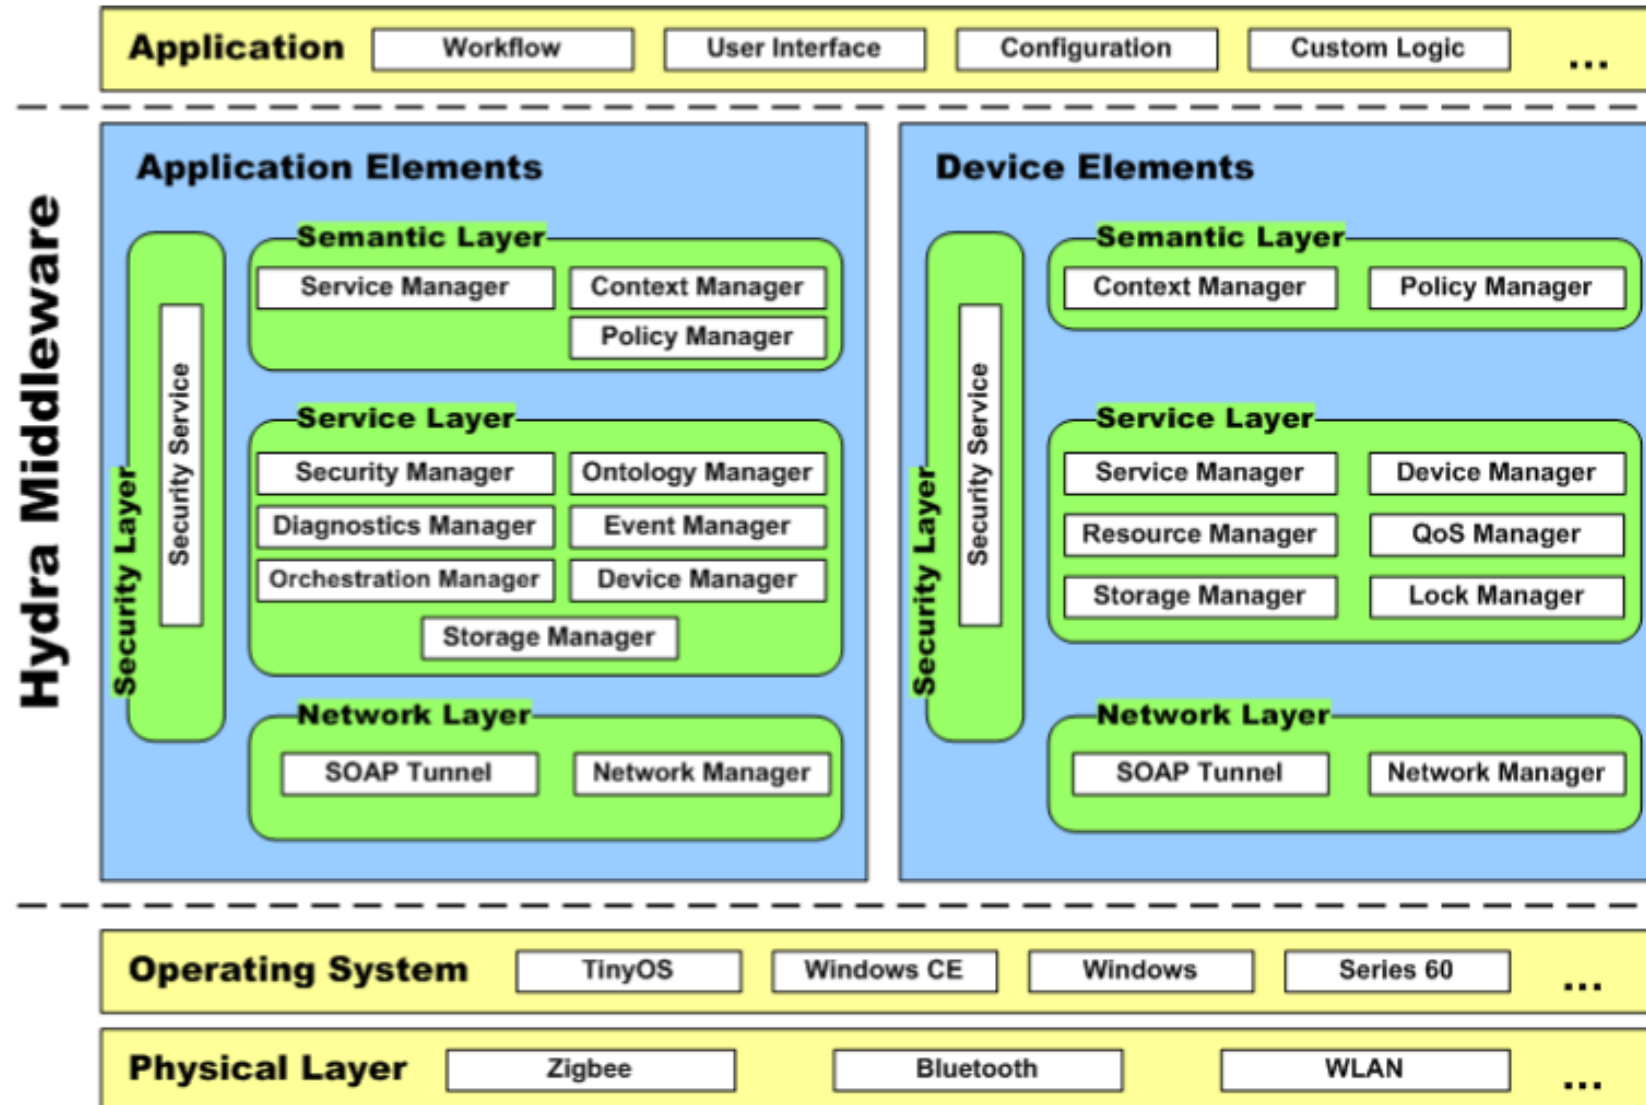 Application
Workflow
User Interface
Configuration
Custom Logic
...
Hydra Middleware
Application Elements
Security Layer
Security Service
Semantic Layer
Service Manager
Context Manager
Policy Manager
Service Layer
Security Manager
Ontology Manager
Diagnostics Manager
Event Manager
Orchestration Manager
Device Manager
Storage Manager
Network Layer
SOAP Tunnel
Network Manager
Device Elements
Security Layer
Security Service
Semantic Layer
Context Manager
Policy Manager
Service Layer
Service Manager
Device Manager
Resource Manager
QoS Manager
Storage Manager
Lock Manager
Network Layer
SOAP Tunnel
Network Manager
Operating System
TinyOS
Windows CE
Windows
Series 60
...
Physical Layer
Zigbee
Bluetooth
WLAN
...